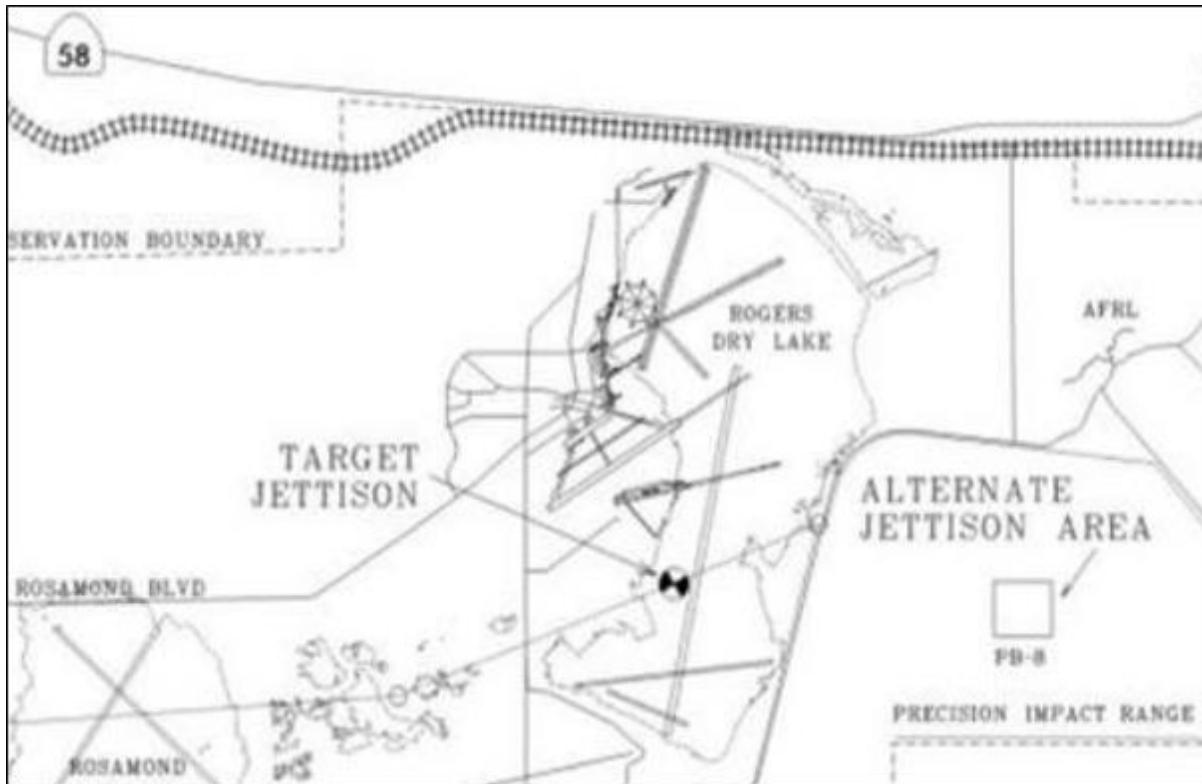 58
SERVATION BOUNDARY
ROGERS
DRY LAKE
AFRL
TARGET
JETTISON
ALTERNATE
JETTISON AREA
ROSAMOND BLVD
PB-8
PRECISION IMPACT RANGE
ROSAMOND